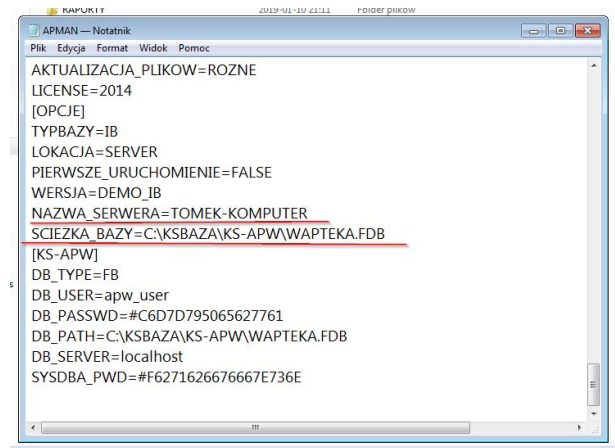 RAPORTY 2019-01-10 21:11 Folder plików
APMAN — Notatnik
Plik Edycja Format Widok Pomoc
AKTUALIZACJA_PLIKOW=ROZNE
LICENSE=2014
[OPCJE]
TYPBAZY=IB
LOKACJA=SERVER
PIERWSZE_URUCHOMIENIE=FALSE
WERSJA=DEMO_IB
NAZWA_SERWERA=TOMEK-KOMPUTER
SCIEZKA_BAZY=C:\KSBAZA\KS-APW\WAPTEKA.FDB
[KS-APW]
DB_TYPE=FB
DB_USER=apw_user
DB_PASSWD=#C6D7D795065627761
DB_PATH=C:\KSBAZA\KS-APW\WAPTEKA.FDB
DB_SERVER=localhost
SYSDBA_PWD=#F6271626676667E736E